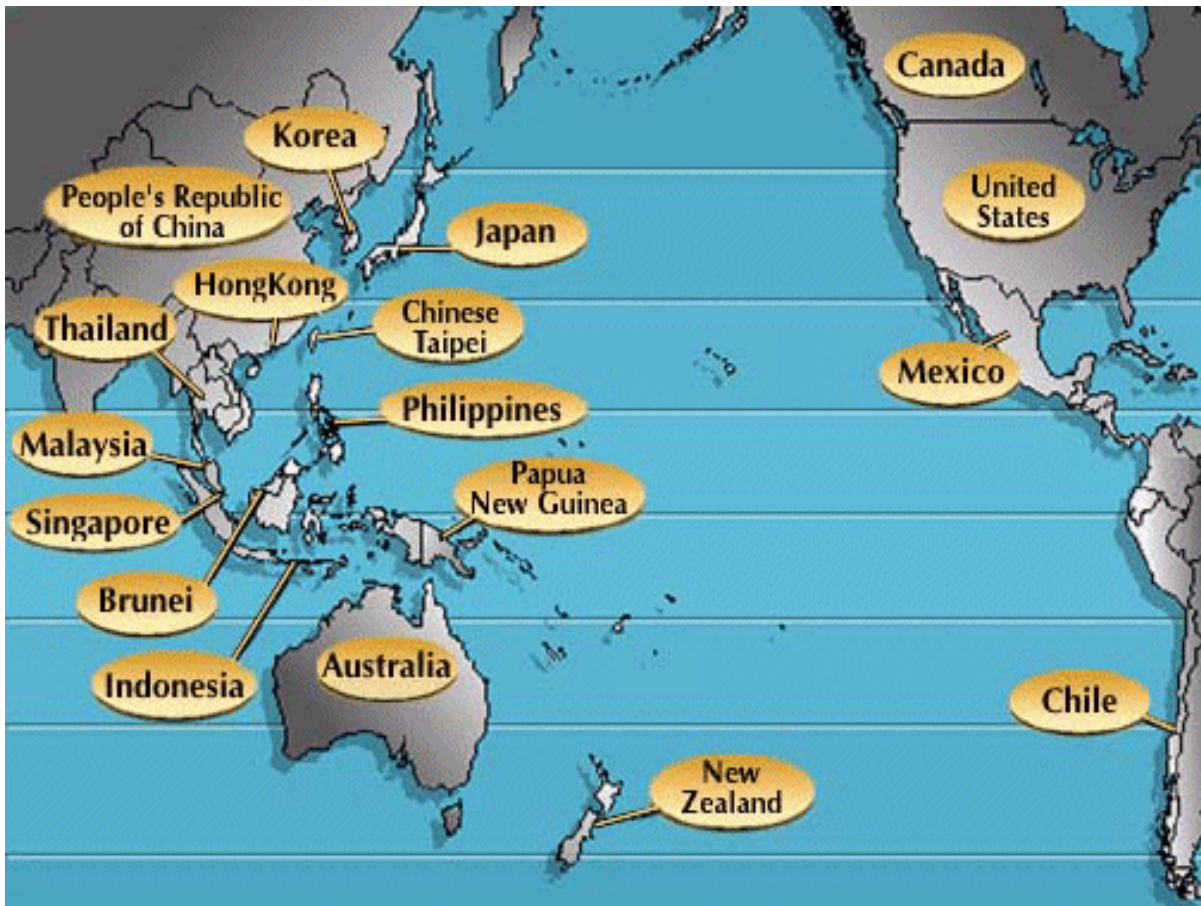 Canada
Korea
People's Republic
of China
United
States
Japan
HongKong
Thailand
Chinese
Taipei
Mexico
Philippines
Malaysia
Papua
New Guinea
Singapore
Brunei
Australia
Indonesia
Chile
New
Zealand